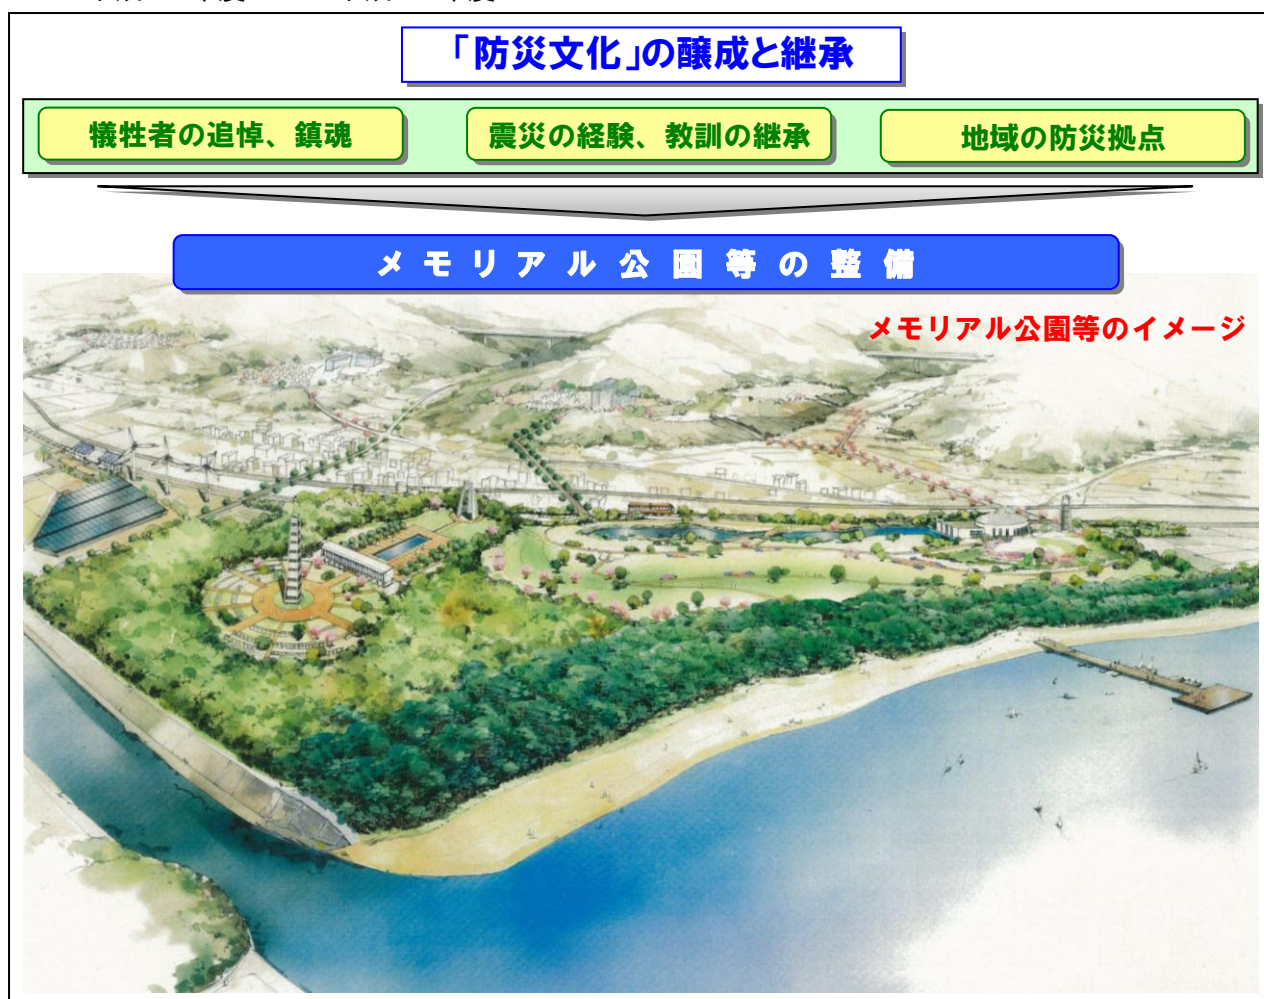 「防災文化」の醸成と継承
犠牲者の追悼、鎮魂
震災の経験、教訓の継承
地域の防災拠点
メモリアル公園等の整備
メモリアル公園等のイメージ